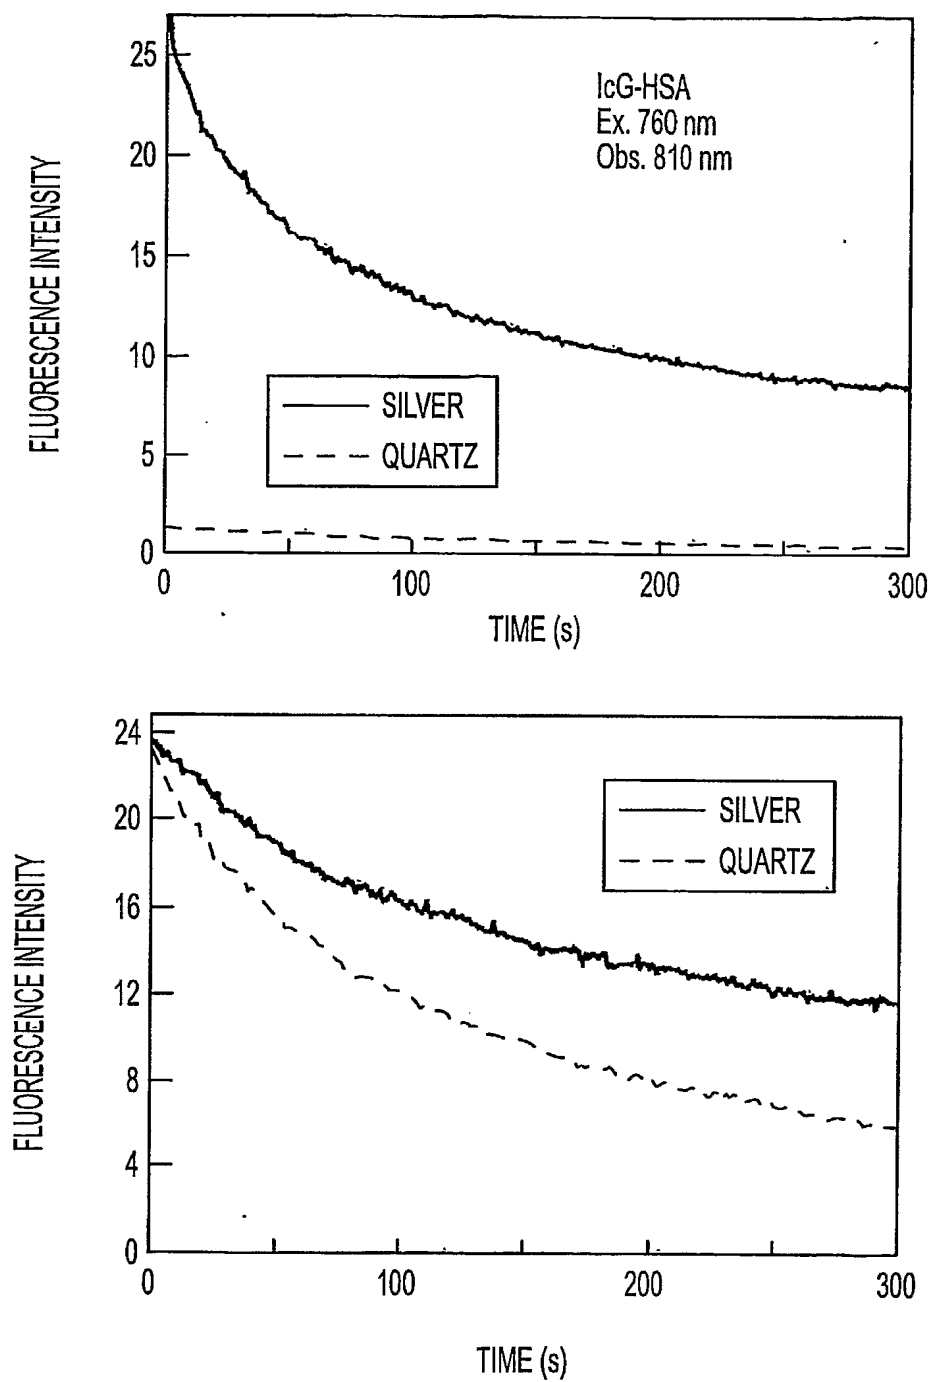 FLUORESCENCE INTENSITY
25
20
15
10
5
0
IcG-HSA
Ex. 760 nm
Obs. 810 nm
SILVER
QUARTZ
0 100 200 300
TIME (s)
FLUORESCENCE INTENSITY
24
20
16
12
8
4
0
SILVER
QUARTZ
0 100 200 300
TIME (s)